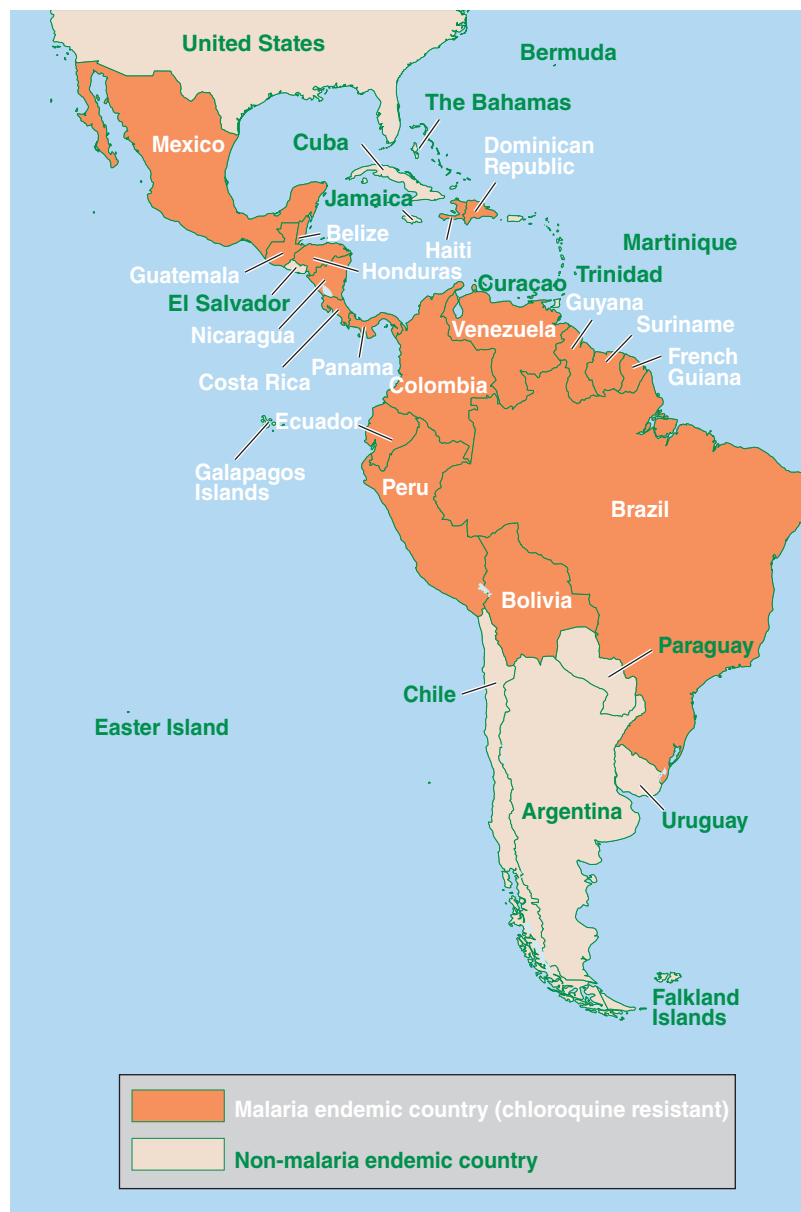 United States
Bermuda
The Bahamas
Mexico
Cuba
Dominican
Republic
Jamaica
Belize
Haiti
Martinique
Guatemala
Honduras
Curaçao
Trinidad
El Salvador
Guyana
Nicaragua
Venezuela
Suriname
Panama
French
Guiana
Costa Rica
Colombia
Ecuador
Galapagos
Islands
Peru
Brazil
Bolivia
Paraguay
Chile
Easter Island
Argentina
Uruguay
Falkland
Islands
Malaria endemic country (chloroquine resistant)
Non-malaria endemic country